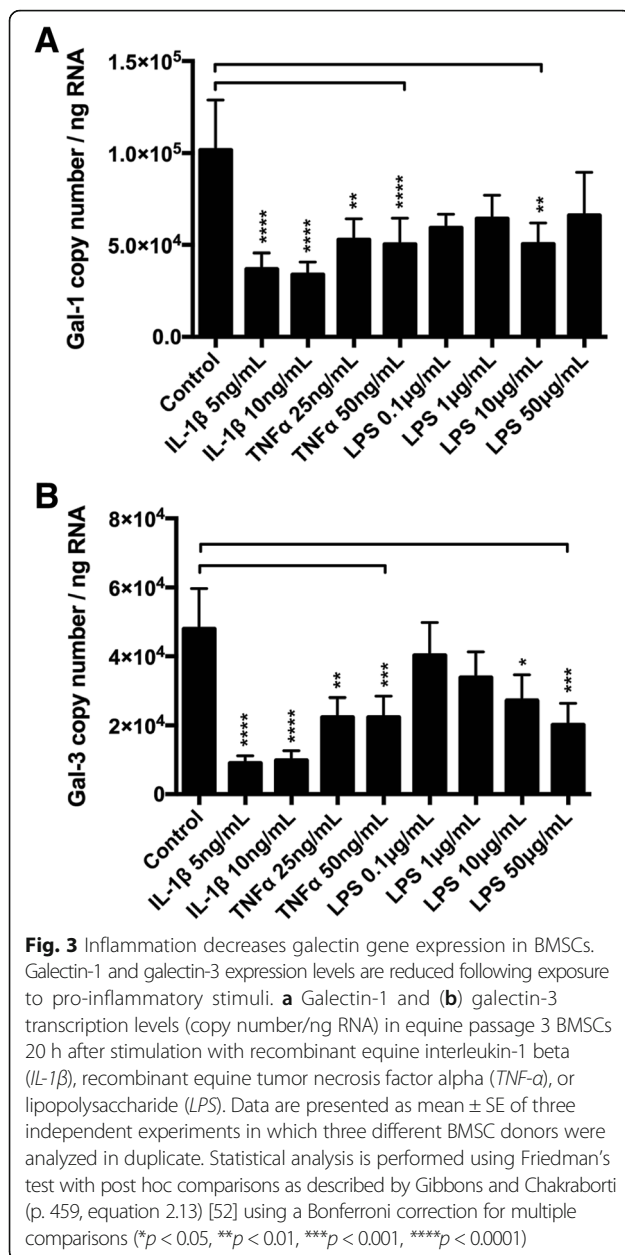 A
1.5×10⁵
1.0×10⁵
5.0×10⁴
0.0
Gal-1 copy number / ng RNA
**** **** ** **** **
Control
IL-1β 5ng/mL
IL-1β 10ng/mL
TNFα 25ng/mL
TNFα 50ng/mL
LPS 0.1µg/mL
LPS 1µg/mL
LPS 10µg/mL
LPS 50µg/mL
B
8×10⁴
6×10⁴
4×10⁴
2×10⁴
0
Gal-3 copy number / ng RNA
**** **** ** *** * ***
Control
IL-1β 5ng/mL
IL-1β 10ng/mL
TNFα 25ng/mL
TNFα 50ng/mL
LPS 0.1µg/mL
LPS 1µg/mL
LPS 10µg/mL
LPS 50µg/mL
Fig. 3 Inflammation decreases galectin gene expression in BMSCs.
Galectin-1 and galectin-3 expression levels are reduced following exposure
to pro-inflammatory stimuli. a Galectin-1 and (b) galectin-3
transcription levels (copy number/ng RNA) in equine passage 3 BMSCs
20 h after stimulation with recombinant equine interleukin-1 beta
(IL-1β), recombinant equine tumor necrosis factor alpha (TNF-α), or
lipopolysaccharide (LPS). Data are presented as mean ± SE of three
independent experiments in which three different BMSC donors were
analyzed in duplicate. Statistical analysis is performed using Friedman's
test with post hoc comparisons as described by Gibbons and Chakraborti
(p. 459, equation 2.13) [52] using a Bonferroni correction for multiple
comparisons (*p < 0.05, **p < 0.01, ***p < 0.001, ****p < 0.0001)